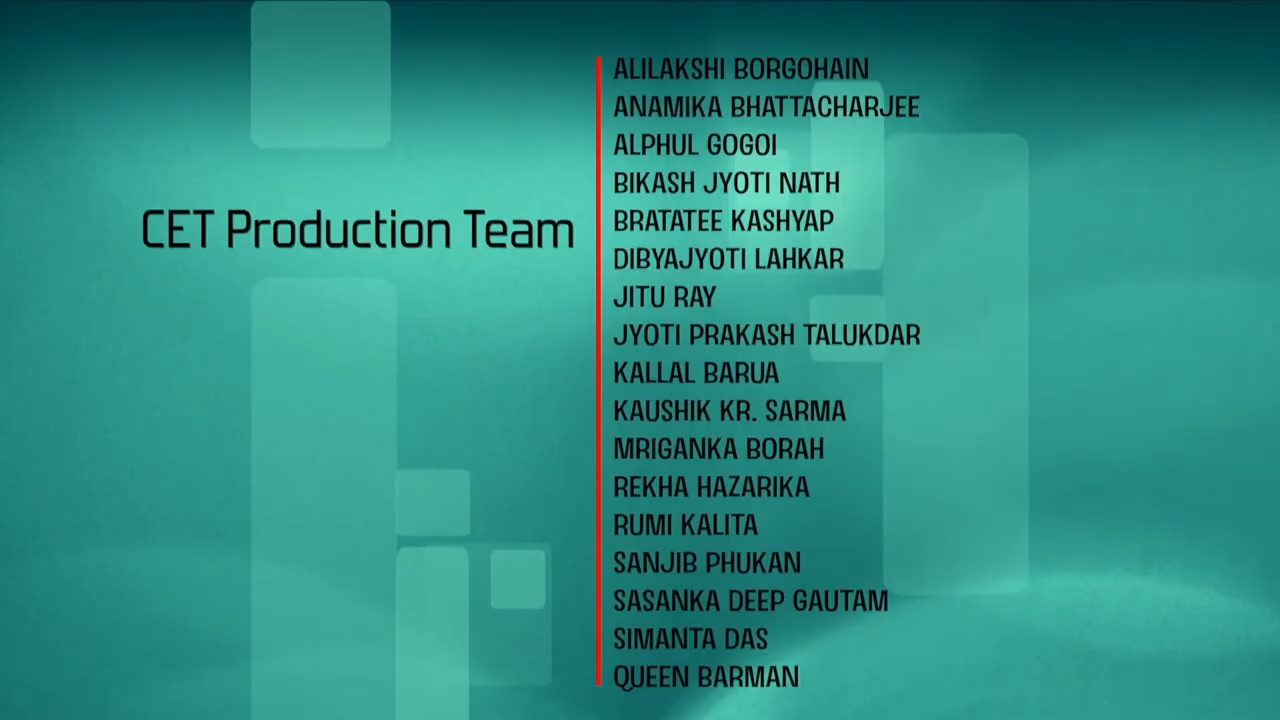 CET Production Team
ALILAKSHI BORGOHAIN
ANAMIKA BHATTACHARJEE
ALPHUL GOGOI
BIKASH JYOTI NATH
BRATATEE KASHYAP
DIBYAJYOTI LAHKAR
JITU RAY
JYOTI PRAKASH TALUKDAR
KALLAL BARUA
KAUSHIK KR. SARMA
MRIGANKA BORAH
REKHA HAZARIKA
RUMI KALITA
SANJIB PHUKAN
SASANKA DEEP GAUTAM
SIMANTA DAS
QUEEN BARMAN